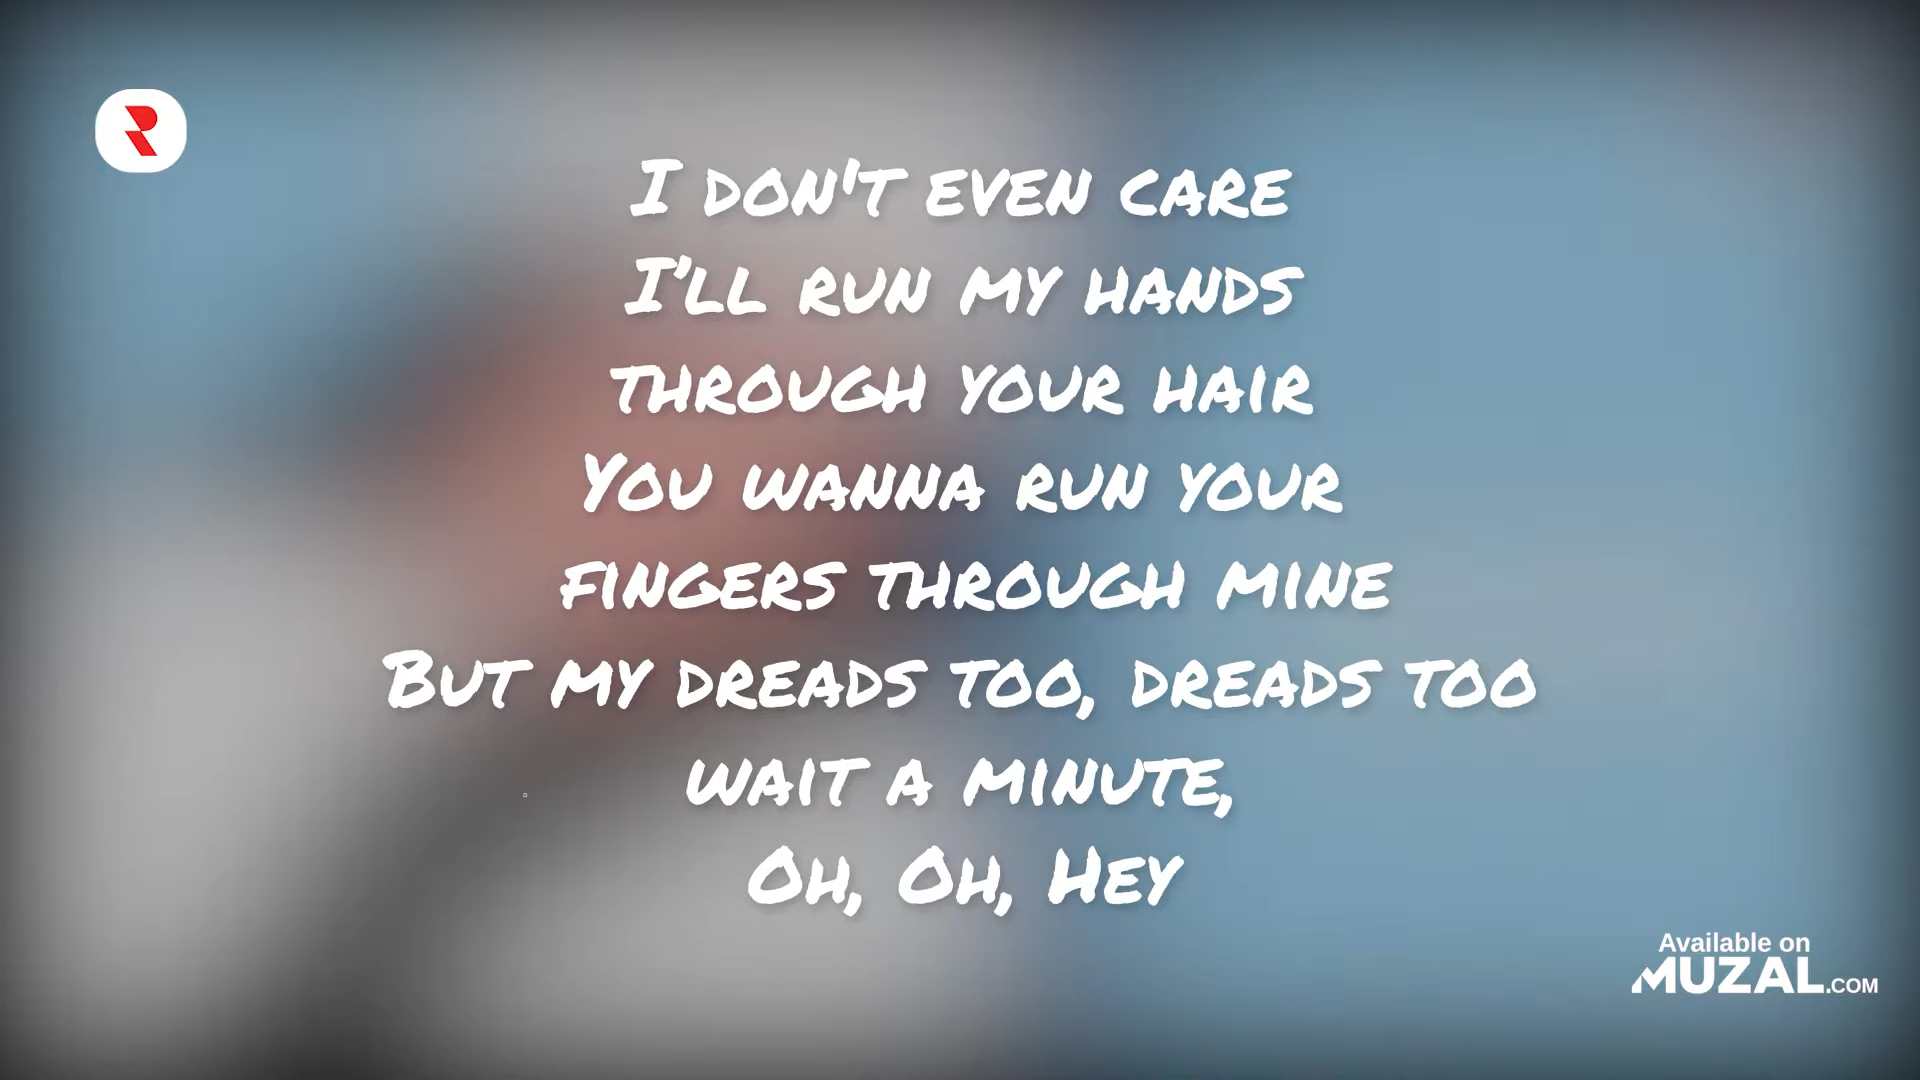 I don't even care
I'll run my hands
through your hair
You wanna run your
fingers through mine
But my dreads too, dreads too
wait a minute,
Oh, Oh, Hey
Available on
MUZAL.COM